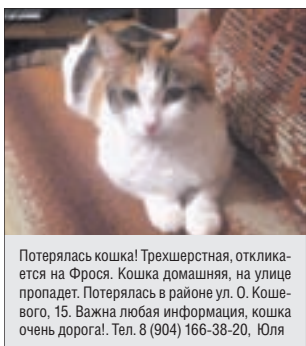 Потерялась кошка! Трехшерстная, отклика-
ется на Фрося. Кошка домашняя, на улице
пропадет. Потерялась в районе ул. О. Коше-
вого, 15. Важна любая информация, кошка
очень дорога!. Тел. 8 (904) 166-38-20, Юля